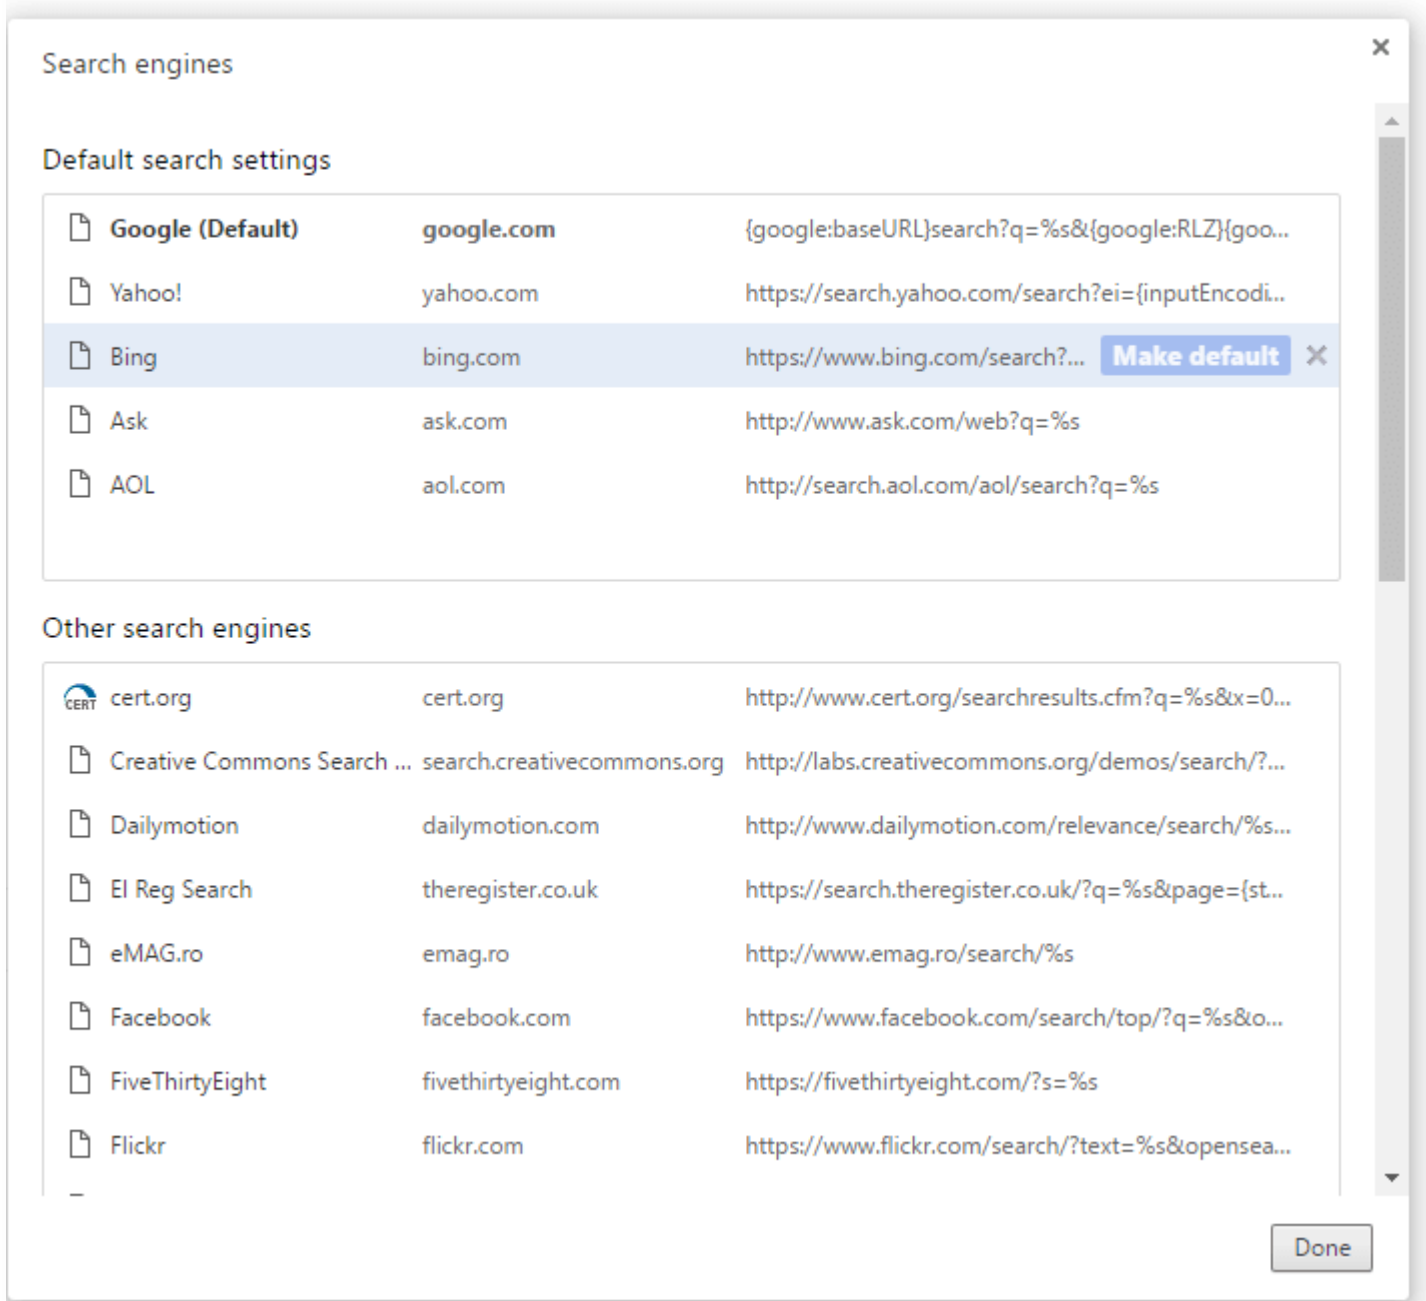 Search engines
Default search settings
Google (Default) google.com {google:baseURL}search?q=%s&{google:RLZ}{goo...
Yahoo! yahoo.com https://search.yahoo.com/search?ei={inputEncodi...
Bing bing.com https://www.bing.com/search?... Make default
Ask ask.com http://www.ask.com/web?q=%s
AOL aol.com http://search.aol.com/aol/search?q=%s
Other search engines
CERT cert.org cert.org http://www.cert.org/searchresults.cfm?q=%s&x=0...
Creative Commons Search ... search.creativecommons.org http://labs.creativecommons.org/demos/search/?...
Dailymotion dailymotion.com http://www.dailymotion.com/relevance/search/%s...
El Reg Search theregister.co.uk https://search.theregister.co.uk/?q=%s&page={st...
eMAG.ro emag.ro http://www.emag.ro/search/%s
Facebook facebook.com https://www.facebook.com/search/top/?q=%s&o...
FiveThirtyEight fivethirtyeight.com https://fivethirtyeight.com/?s=%s
Flickr flickr.com https://www.flickr.com/search/?text=%s&opensea...
Done